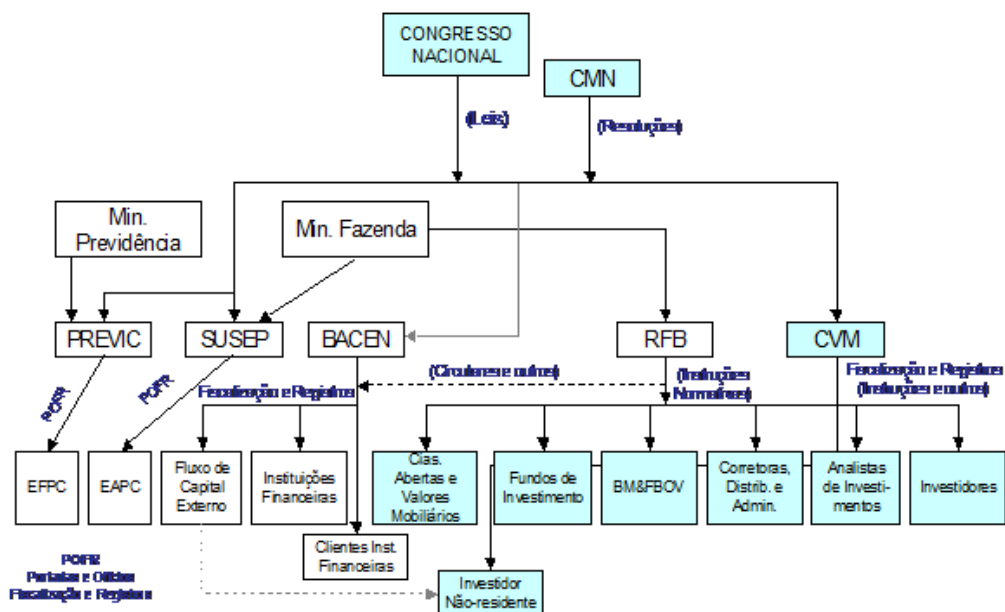 CONGRESSO
NACIONAL
CMN
(Leis)
(Resoluções)
Min.
Previdência
Min. Fazenda
PREVIC
SUSEP
BACEN
RFB
CVM
POFR
POFR
Fiscalização e Registros
(Circulares e outros)
(Instruções
Normativas)
Fiscalização e Registros
(Instruções e outros)
EFPC
EAPC
Fluxo de
Capital
Externo
Instituições
Financeiras
Cias.
Abertas e
Valores
Mobiliários
Fundos de
Investimento
BM&FBOV
Corretoras,
Distrib. e
Admin.
Analistas
de Investi-
mentos
Investidores
Clientes Inst.
Financeiras
Investidor
Não-residente
POFR
Portarias e Ofícios
Fiscalização e Registros